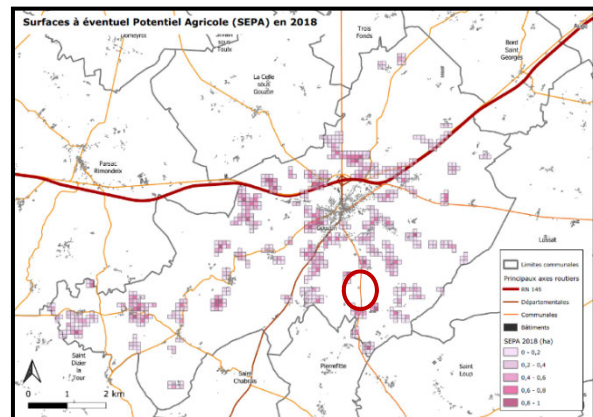 Surfaces à éventuel Potentiel Agricole (SEPA) en 2018
Domeyrot
Toulx
Trois
Fonds
Bord
Saint
Georges
La Celle
sous
Gouzon
Parsac
Rimondeix
Gouzon
Lussat
Saint
Dizier
la
Tour
Saint
Chabrais
Pierrefitte
Saint
Loup
Limites communales
Principaux axes routiers
RN 145
Départementales
Communales
Bâtiments
SEPA 2018 (ha)
0 - 0,2
0,2 - 0,4
0,4 - 0,6
0,6 - 0,8
0,8 - 1
0
1
2 km